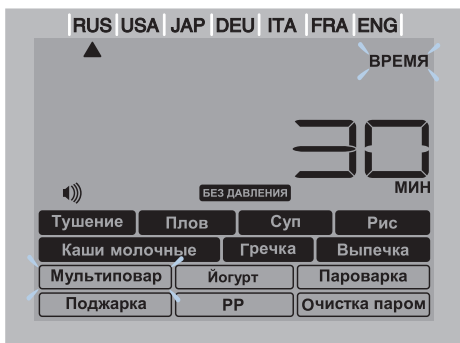 RUS USA JAP DEU ITA FRA ENG
ВРЕМЯ
30
БЕЗ ДАВЛЕНИЯ МИН
Тушение Плов Суп Рис
Каши молочные Гречка Выпечка
Мультиповар Йогурт Пароварка
Поджарка PP Очистка паром